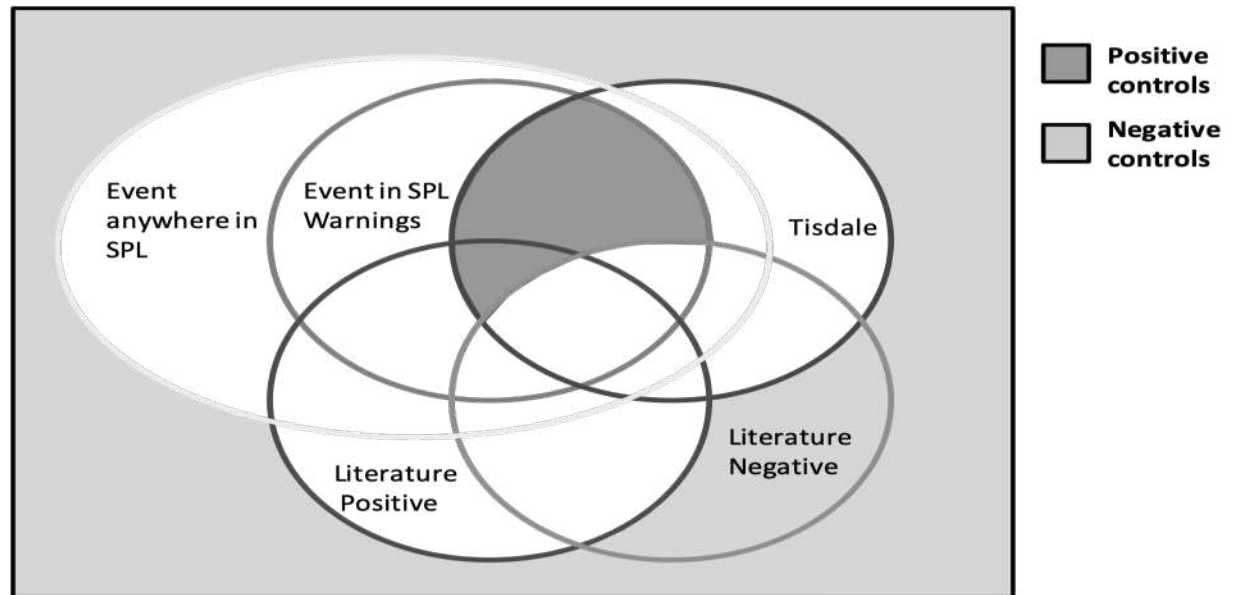 Positive
controls
Negative
controls
Event
anywhere in
SPL
Event in SPL
Warnings
Tisdale
Literature
Positive
Literature
Negative